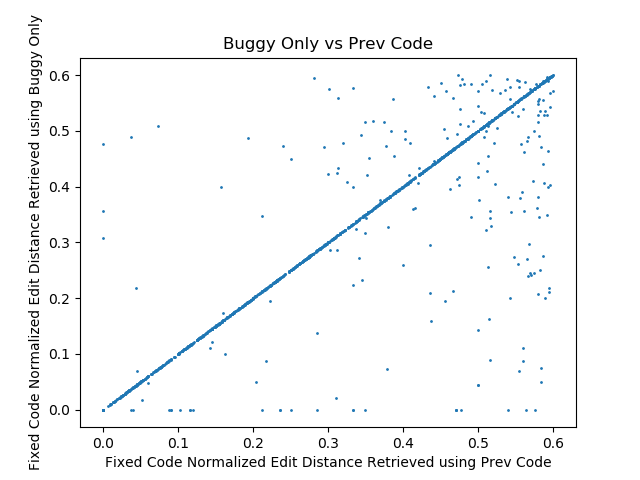 Buggy Only vs Prev Code
Fixed Code Normalized Edit Distance Retrieved using Buggy Only
0.6
0.5
0.4
0.3
0.2
0.1
0.0
0.0 0.1 0.2 0.3 0.4 0.5 0.6
Fixed Code Normalized Edit Distance Retrieved using Prev Code